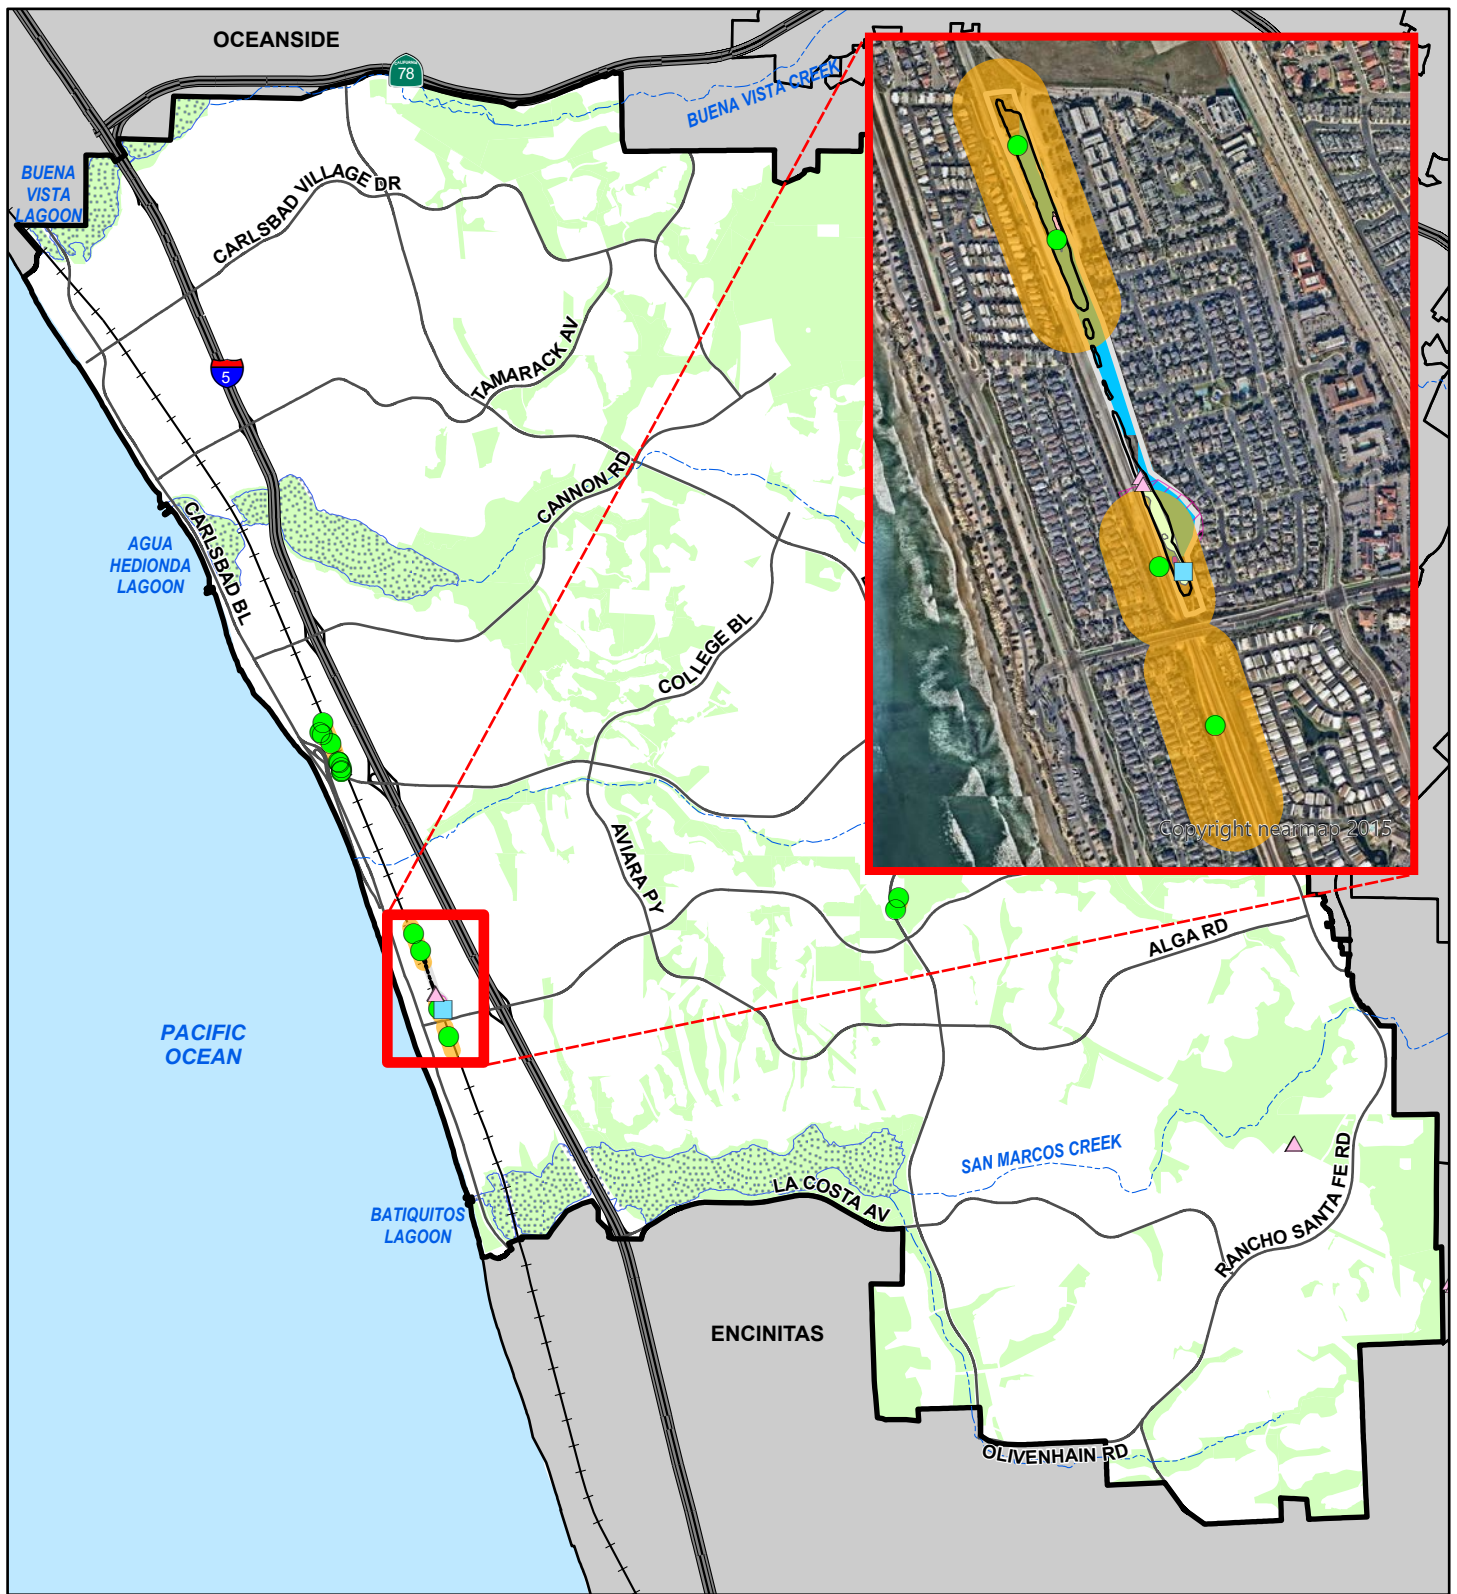 OCEANSIDE
CALIFORNIA
78
BUENA VISTA CREEK
BUENA
VISTA
LAGOON
CARLSBAD VILLAGE DR
5
TAMARACK AV
CANNON RD
CARLSBAD BL
AGUA
HEDIONDA
LAGOON
COLLEGE BL
Copyright nearmap 2015
AVIARA PY
ALGA RD
PACIFIC
OCEAN
SAN MARCOS CREEK
LA COSTA AV
RANCHO SANTA FE RD
BATIQUITOS
LAGOON
ENCINITAS
OLIVENHAIN RD